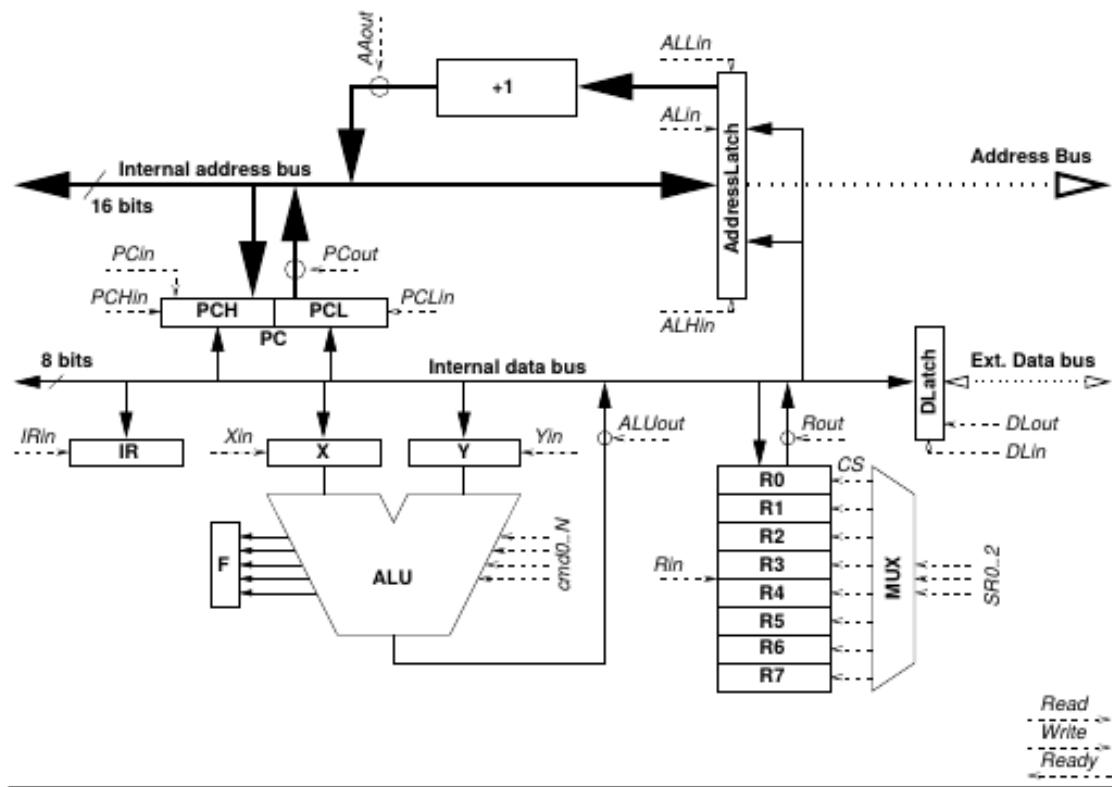 AAout
ALLin
+1
ALin
Internal address bus
Address Bus
16 bits
AddressLatch
PCin
PCout
PCHin
PCH
PCL
PCLin
PC
ALHin
8 bits
Internal data bus
Ext. Data bus
DLatch
IRin
IR
Xin
X
Y
Yin
ALUout
Rout
DLout
DLin
CS
R0
R1
R2
R3
R4
R5
R6
R7
F
ALU
cmd0..N
Rin
MUX
SR0..2
Read
Write
Ready